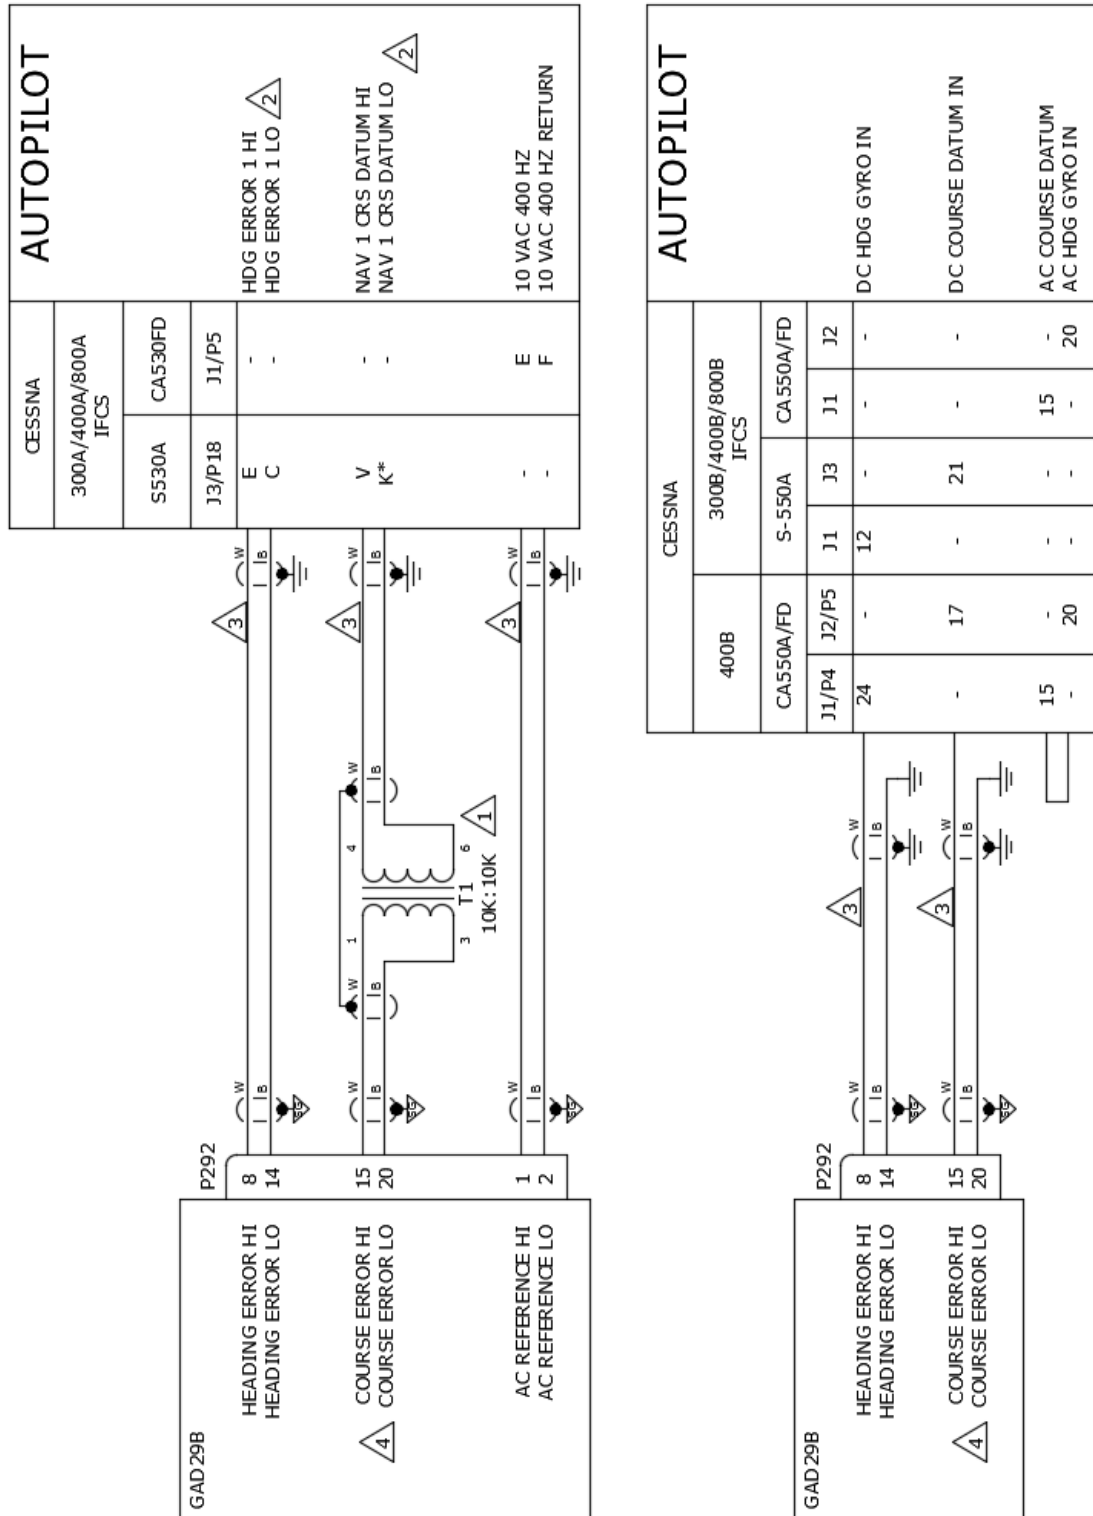 CESSNA AUTOPILOT
300A/400A/800A
IFCS
S530A CA530FD
GAD29B P292 J3/P18 J1/P5
3
W W
HEADING ERROR HI 8 E - HDG ERROR 1 HI
HEADING ERROR LO 14 B B C - HDG ERROR 1 LO 2
SG
3
W W 1 4 W W
COURSE ERROR HI 15 V - NAV 1 CRS DATUM HI
4 COURSE ERROR LO 20 B B B B K* - NAV 1 CRS DATUM LO 2
SG
3 6
T1 1
10K:10K
3
W W
AC REFERENCE HI 1 - E 10 VAC 400 HZ
AC REFERENCE LO 2 B B - F 10 VAC 400 HZ RETURN
SG
CESSNA AUTOPILOT
400B 300B/400B/800B
IFCS
CA550A/FD S-550A CA550A/FD
GAD29B P292 J1/P4 J2/P5 J1 J3 J1 J2
3
W W
HEADING ERROR HI 8 24 - 12 - - - DC HDG GYRO IN
HEADING ERROR LO 14 B B
SG
3
W W
COURSE ERROR HI 15 - 17 - 21 - - DC COURSE DATUM IN
4 COURSE ERROR LO 20 B B
SG
15 - - - 15 - AC COURSE DATUM
- 20 - - - 20 AC HDG GYRO IN